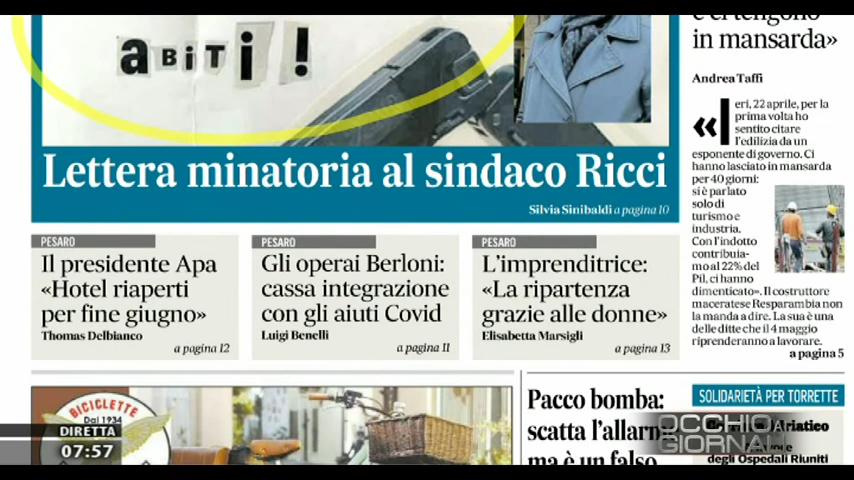 ABiTi!
Lettera minatoria al sindaco Ricci
Silvia Sinibaldi a pagina 10
in mansarda»
Andrea Taffi
«Ieri, 22 aprile, per la
prima volta ho
sentito citare
l'edilizia da un
esponente di governo. Ci
hanno lasciato in mansarda
per 40 giorni:
si è parlato
solo di
turismo e
industria.
Con l'indotto
contribuia-
mo al 22% del
Pil, ci hanno
dimenticato». Il costruttore
maceratese Resparambia non
la manda a dire. La sua è una
delle ditte che il 4 maggio
riprenderanno a lavorare.
a pagina 5
PESARO
Il presidente Apa
«Hotel riaperti
per fine giugno»
Thomas Delbianco
a pagina 12
PESARO
Gli operai Berloni:
cassa integrazione
con gli aiuti Covid
Luigi Benelli
a pagina 11
PESARO
L'imprenditrice:
«La ripartenza
grazie alle donne»
Elisabetta Marsigli
a pagina 13
BICICLETTE
Dal 1934
Pacco bomba:
scatta l'allarme
ma è un falso
SOLIDARIETÀ PER TORRETTE
degli Ospedali Riuniti
DIRETTA
07:57
OCCHIO AI
GIORNALI